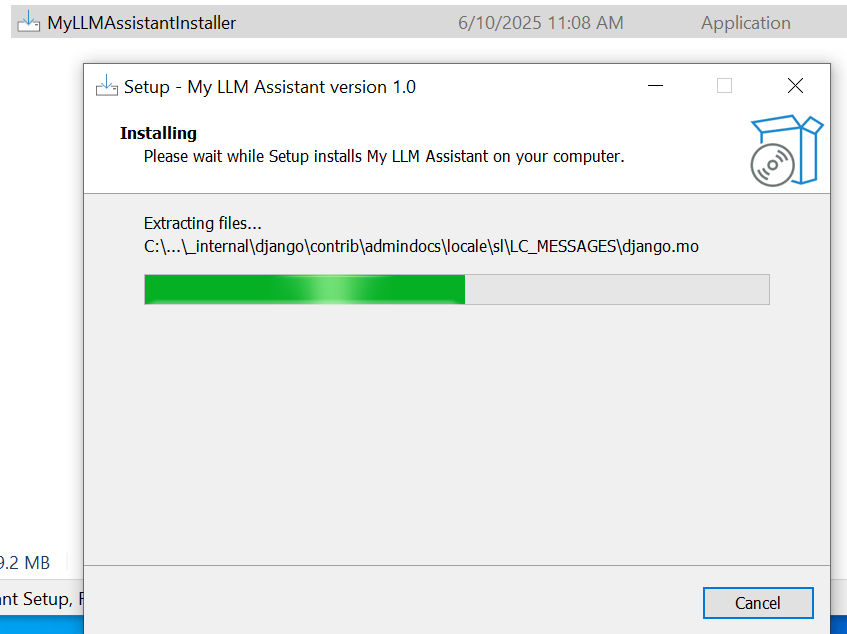 MyLLMAssistantInstaller 6/10/2025 11:08 AM Application
Setup - My LLM Assistant version 1.0
Installing
Please wait while Setup installs My LLM Assistant on your computer.
Extracting files...
C:\...\_internal\django\contrib\admindocs\locale\sl\LC_MESSAGES\django.mo
9.2 MB
nt Setup,
Cancel